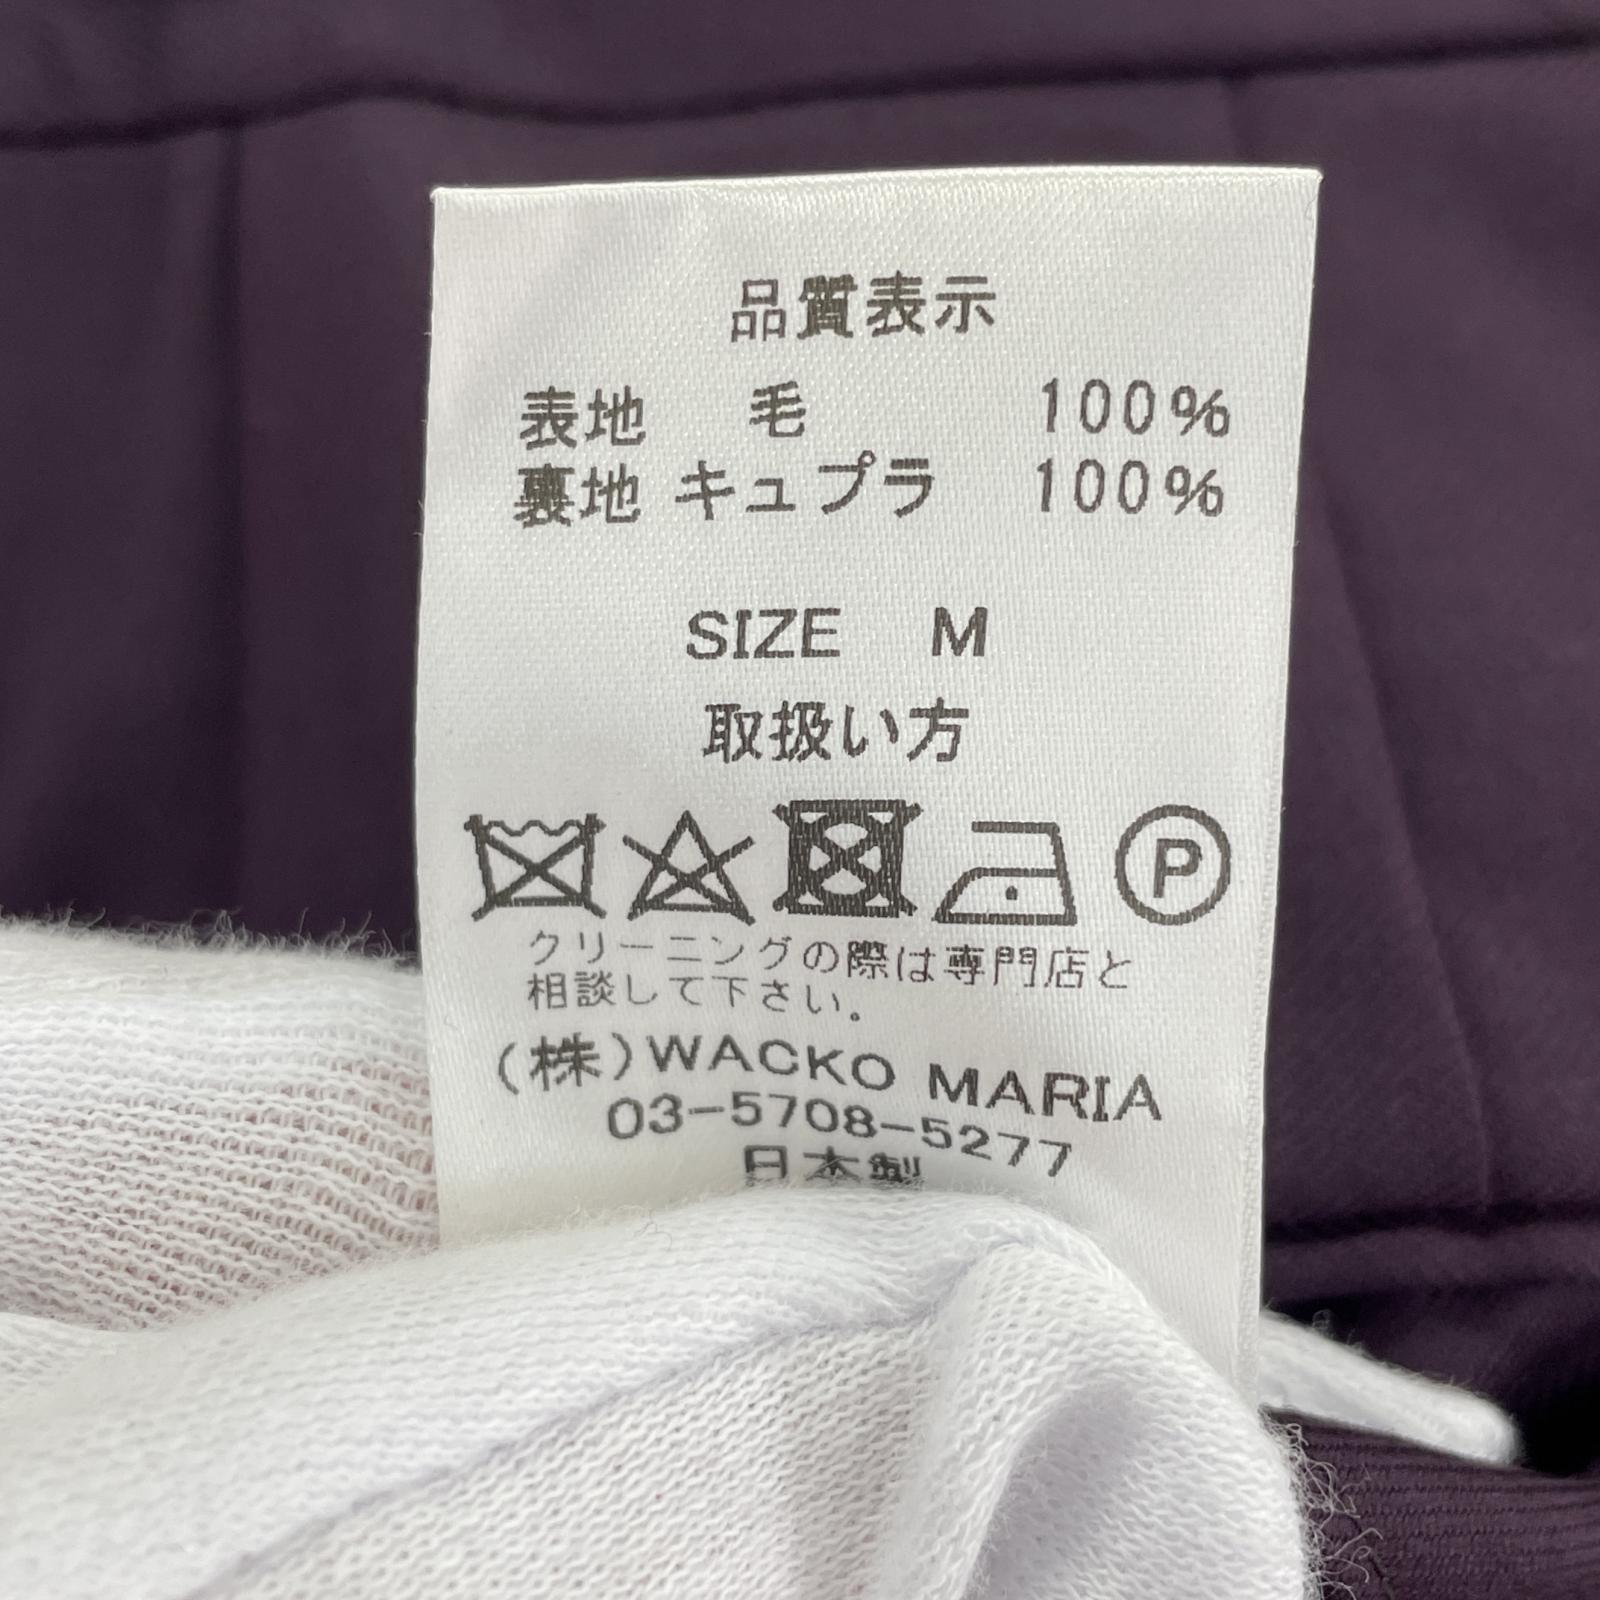 品質表示
表地 毛 100%
裏地 キュプラ 100%
SIZE M
取扱い方
P
クリーニングの際は専門店と
相談して下さい。
(株)WACKO MARIA
03-5708-5277
日本製